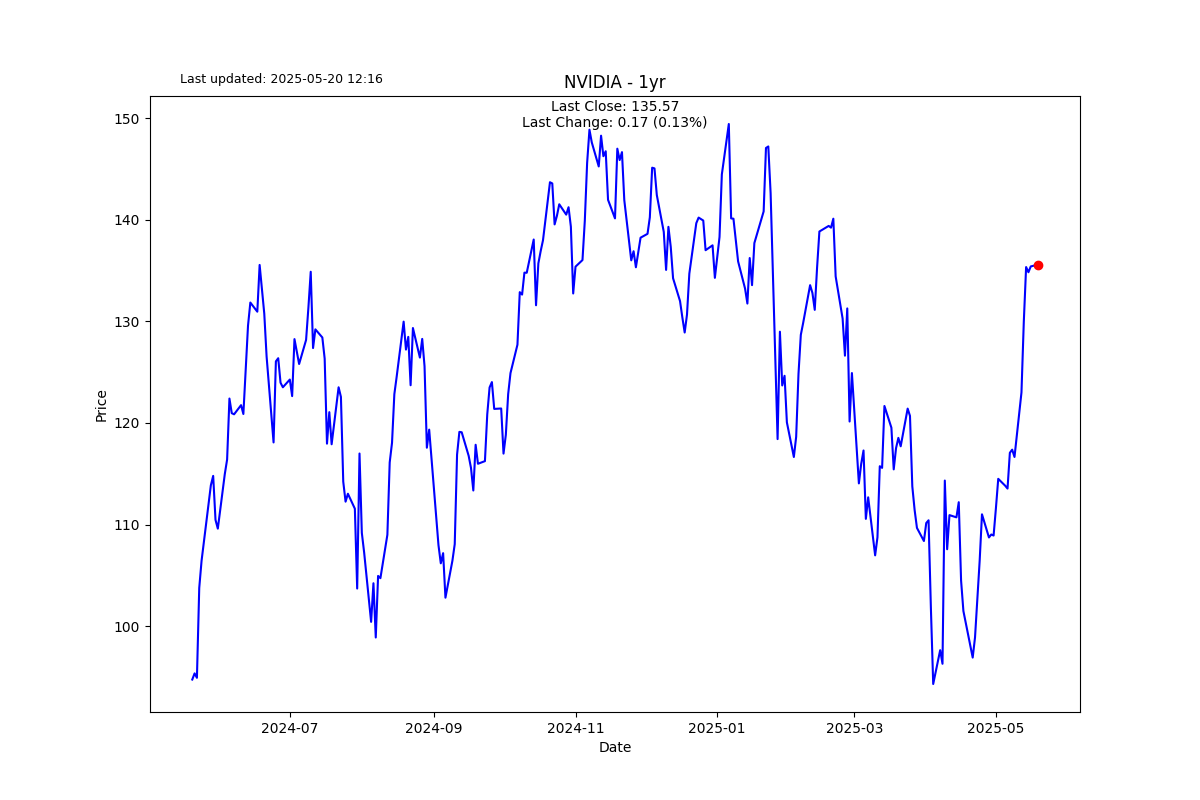 Last updated: 2025-05-20 12:16
NVIDIA - 1yr
Last Close: 135.57
Last Change: 0.17 (0.13%)
150
140
130
120
110
100
Price
2024-07
2024-09
2024-11
2025-01
2025-03
2025-05
Date